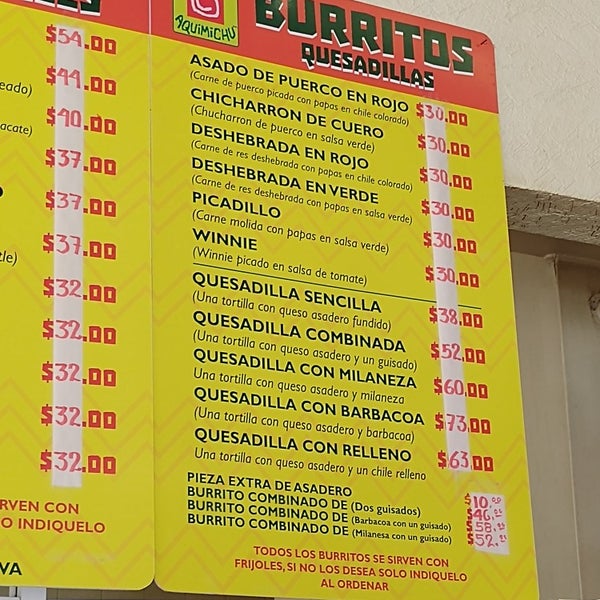 $54.00
$44.00
eado)
$40.00
acate)
$37.00
$37.00
$37.00
tle)
$32.00
$32.00
$32.00
$32.00
$32.00
IRVEN CON
O INDIQUELO
VA
AQUIMICHU
BURRITOS
QUESADILLAS
ASADO DE PUERCO EN ROJO $30.00
(Carne de puerco picada con papas en chile colorado)
CHICHARRON DE CUERO $30.00
(Chucharron de puerco en salsa verde)
DESHEBRADA EN ROJO $30.00
(Carne de res deshebrada con papas en chile colorado)
DESHEBRADA EN VERDE $30.00
(Carne de res deshebrada con papas en salsa verde)
PICADILLO $30.00
(Carne molida con papas en salsa verde)
WINNIE $30.00
(Winnie picado en salsa de tomate)
QUESADILLA SENCILLA $38.00
(Una tortilla con queso asadero fundido)
QUESADILLA COMBINADA $52.00
(Una tortilla con queso asadero y un guisado)
QUESADILLA CON MILANEZA $60.00
Una tortilla con queso asadero y milaneza
QUESADILLA CON BARBACOA $73.00
(Una tortilla con queso asadero y barbacoa)
QUESADILLA CON RELLENO $63.00
Una tortilla con queso asadero y un chile relleno
PIEZA EXTRA DE ASADERO $10.00
BURRITO COMBINADO DE (Dos guisados)
BURRITO COMBINADO DE (Barbacoa con un guisado)
BURRITO COMBINADO DE (Milanesa con un guisado)
TODOS LOS BURRITOS SE SIRVEN CON
FRIJOLES, SI NO LOS DESEA SOLO INDIQUELO
AL ORDENAR